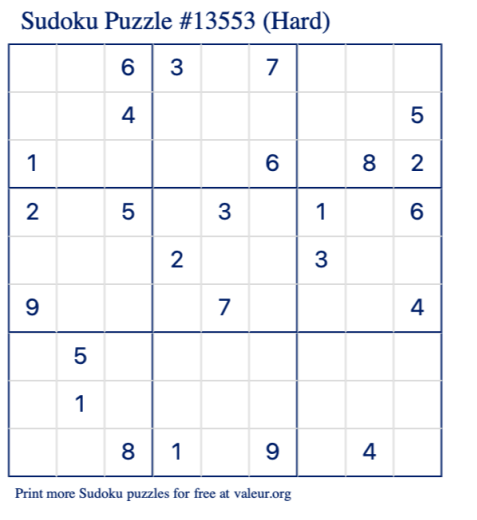 Sudoku Puzzle #13553 (Hard)
6 3 7
4 5
1 6 8 2
2 5 3 1 6
2 3
9 7 4
5
1
8 1 9 4
Print more Sudoku puzzles for free at valeur.org